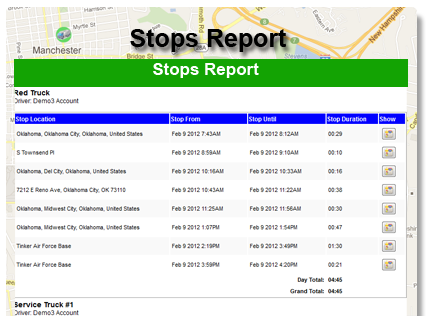 Harrison St
Myrtle St
Manchester
Bridge St
28A
Eastern Ave
New Hampshire
Stops Report
Stops Report
Red Truck
Driver: Demo3 Account
Stop Location Stop From Stop Until Stop Duration Show
Oklahoma, Oklahoma City, Oklahoma, United States Feb 9 2012 7:43AM Feb 9 2012 8:12AM 00:29
S Townsend Pl Feb 9 2012 8:59AM Feb 9 2012 9:10AM 00:10
Oklahoma, Del City, Oklahoma, United States Feb 9 2012 10:16AM Feb 9 2012 10:33AM 00:16
7212 E Reno Ave, Oklahoma City, OK 73110 Feb 9 2012 10:43AM Feb 9 2012 11:22AM 00:38
Oklahoma, Midwest City, Oklahoma, United States Feb 9 2012 11:25AM Feb 9 2012 11:56AM 00:30
Oklahoma, Midwest City, Oklahoma, United States Feb 9 2012 1:07PM Feb 9 2012 1:54PM 00:47
Tinker Air Force Base Feb 9 2012 2:19PM Feb 9 2012 3:49PM 01:30
Tinker Air Force Base Feb 9 2012 3:59PM Feb 9 2012 4:20PM 00:21
Day Total: 04:45
Grand Total: 04:45
Service Truck #1
Driver: Demo3 Account